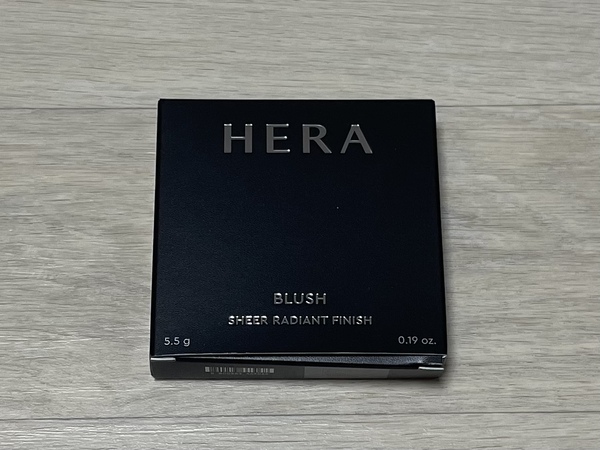 HERA
BLUSH
SHEER RADIANT FINISH
5.5 g
0.19 oz.